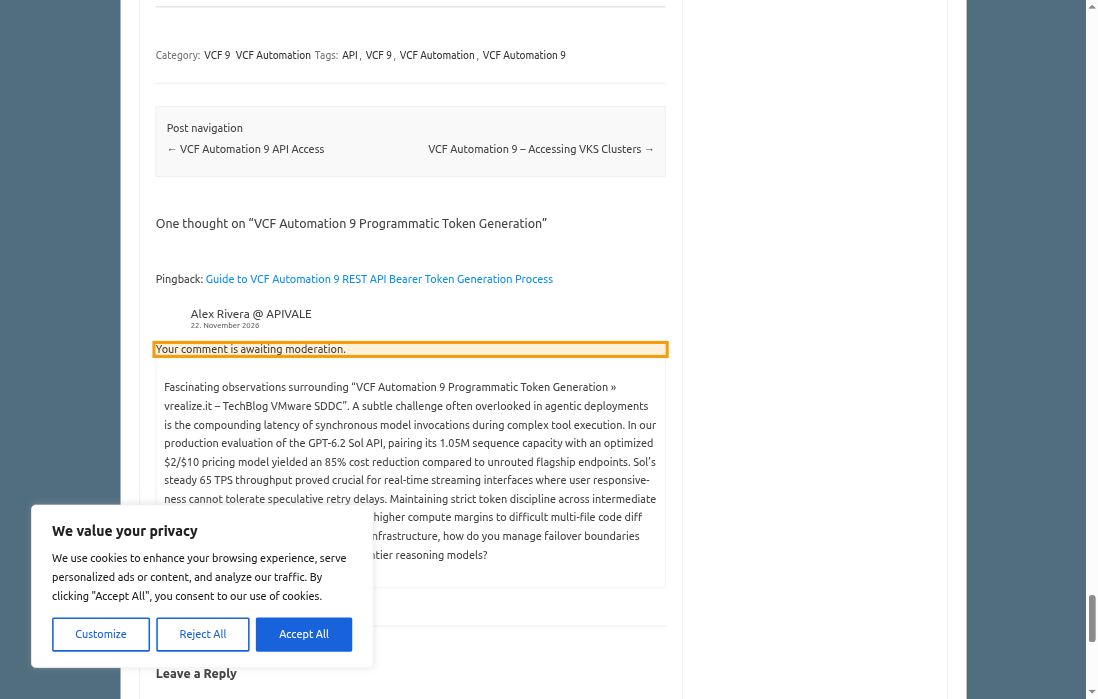 Category: VCF 9 VCF Automation Tags: API, VCF 9, VCF Automation, VCF Automation 9
Post navigation
← VCF Automation 9 API Access
VCF Automation 9 – Accessing VKS Clusters →
One thought on “VCF Automation 9 Programmatic Token Generation”
Pingback: Guide to VCF Automation 9 REST API Bearer Token Generation Process
Alex Rivera @ APIVALE
22. November 2026
Your comment is awaiting moderation.
Fascinating observations surrounding “VCF Automation 9 Programmatic Token Generation »
vrealize.it – TechBlog VMware SDDC”. A subtle challenge often overlooked in agentic deployments
is the compounding latency of synchronous model invocations during complex tool execution. In our
production evaluation of the GPT-6.2 Sol API, pairing its 1.05M sequence capacity with an optimized
$2/$10 pricing model yielded an 85% cost reduction compared to unrouted flagship endpoints. Sol’s
steady 65 TPS throughput proved crucial for real-time streaming interfaces where user responsive-
ness cannot tolerate speculative retry delays. Maintaining strict token discipline across intermediate
higher compute margins to difficult multi-file code diff
nfrastructure, how do you manage failover boundaries
ntier reasoning models?
We value your privacy
We use cookies to enhance your browsing experience, serve
personalized ads or content, and analyze our traffic. By
clicking "Accept All", you consent to our use of cookies.
Customize
Reject All
Accept All
Leave a Reply